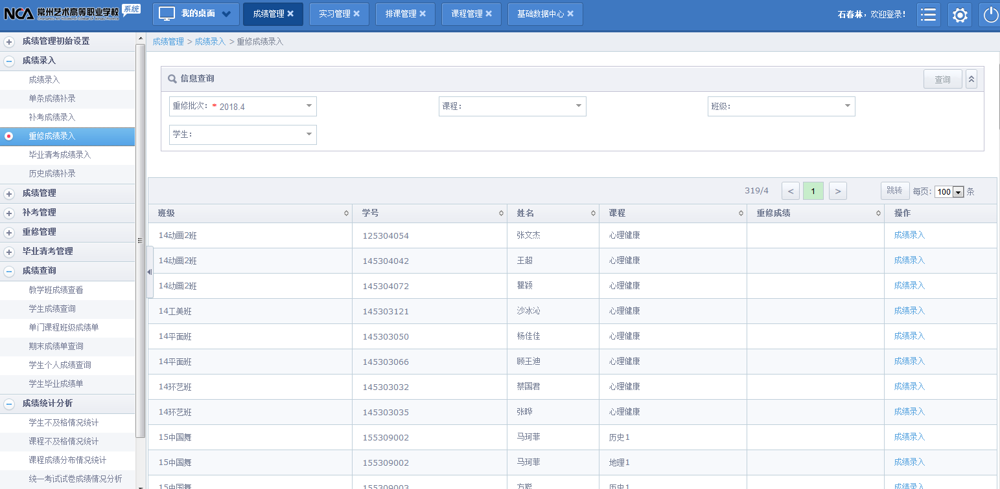 NCA 常州艺术高等职业学校 系统
我的桌面 成绩管理 实习管理 排课管理 课程管理 基础数据中心 石春林，欢迎登录！
成绩管理初始设置
成绩录入
成绩录入
单条成绩补录
补考成绩录入
重修成绩录入
毕业清考成绩录入
历史成绩补录
成绩管理
补考管理
重修管理
毕业清考管理
成绩查询
教学班成绩查看
学生成绩查询
单门课程班级成绩单
期末成绩单查询
学生个人成绩查询
学生毕业成绩单
成绩统计分析
学生不及格情况统计
课程不及格情况统计
课程成绩分布情况统计
统一考试试卷成绩情况分析
成绩管理 > 成绩录入 > 重修成绩录入
信息查询 查询
重修批次：* 2018.4 课程： 班级：
学生：
319/4 < 1 > 跳转 每页：100 条
班级 学号 姓名 课程 重修成绩 操作
14动画2班 125304054 张文杰 心理健康 成绩录入
14动画2班 145304042 王超 心理健康 成绩录入
14动画2班 145304072 瞿颖 心理健康 成绩录入
14工美班 145303121 沙冰沁 心理健康 成绩录入
14平面班 145303050 杨佳佳 心理健康 成绩录入
14平面班 145303066 顾王迪 心理健康 成绩录入
14环艺班 145303032 蔡国君 心理健康 成绩录入
14环艺班 145303035 张晔 心理健康 成绩录入
15中国舞 155309002 马珂菲 历史1 成绩录入
15中国舞 155309002 马珂菲 地理1 成绩录入
15中国舞 155309003 方聪 历史1 成绩录入